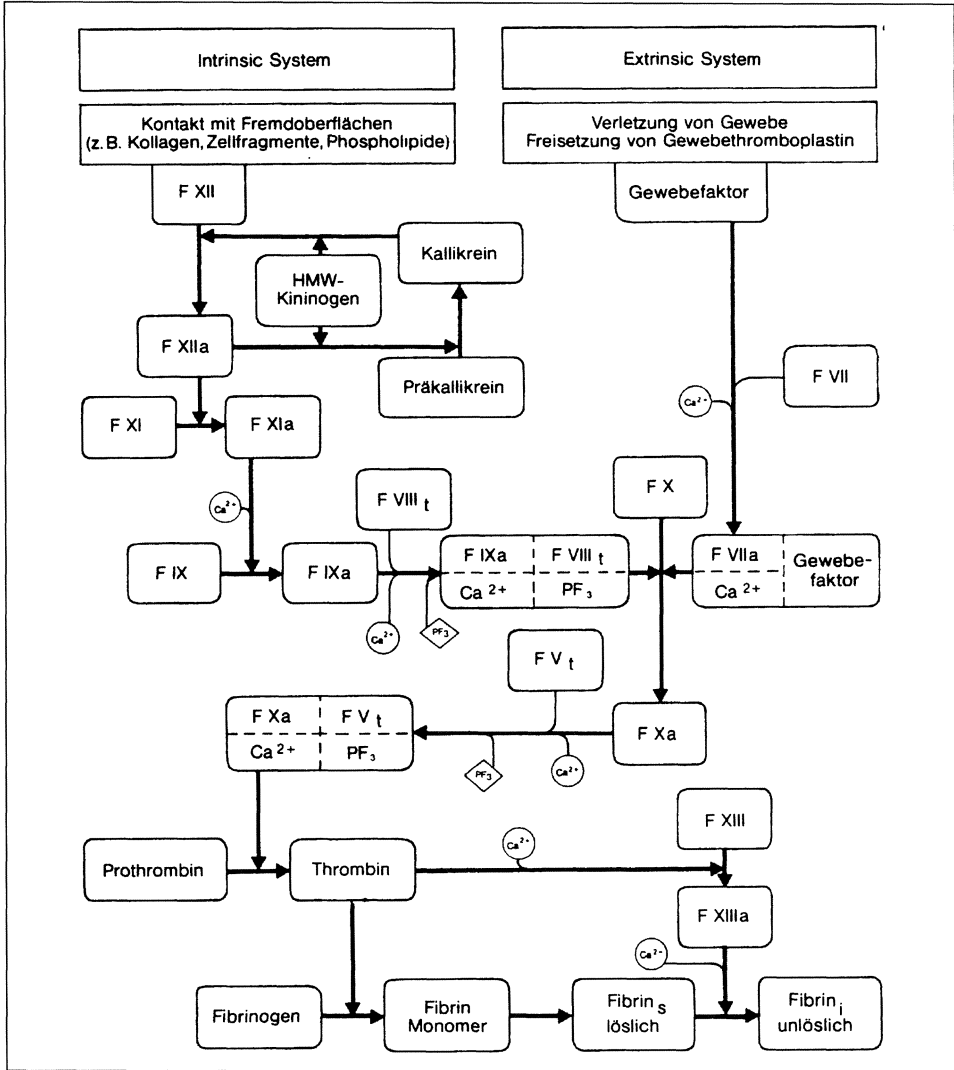 Intrinsic System
Extrinsic System
Kontakt mit Fremdoberflächen
(z. B. Kollagen, Zellfragmente, Phospholipide)
Verletzung von Gewebe
Freisetzung von Gewebethromboplastin
F XII
Gewebefaktor
Kallikrein
HMW-
Kininogen
F XIIa
Präkallikrein
F VII
Ca²⁻
F XI
F XIa
F X
F VIII t
Ca²⁺
F IX
F IXa
F IXa
F VIII t
Ca 2+
PF₃
F VIIa
Ca 2+
Gewebe-
faktor
Ca²⁺
PF₃
F V t
F Xa
F V t
Ca 2+
PF₃
F Xa
PF₃
Ca²⁺
F XIII
Ca²⁺
Prothrombin
Thrombin
F XIIIa
Ca²⁻
Fibrinogen
Fibrin
Monomer
Fibrin s
löslich
Fibrin i
unlöslich